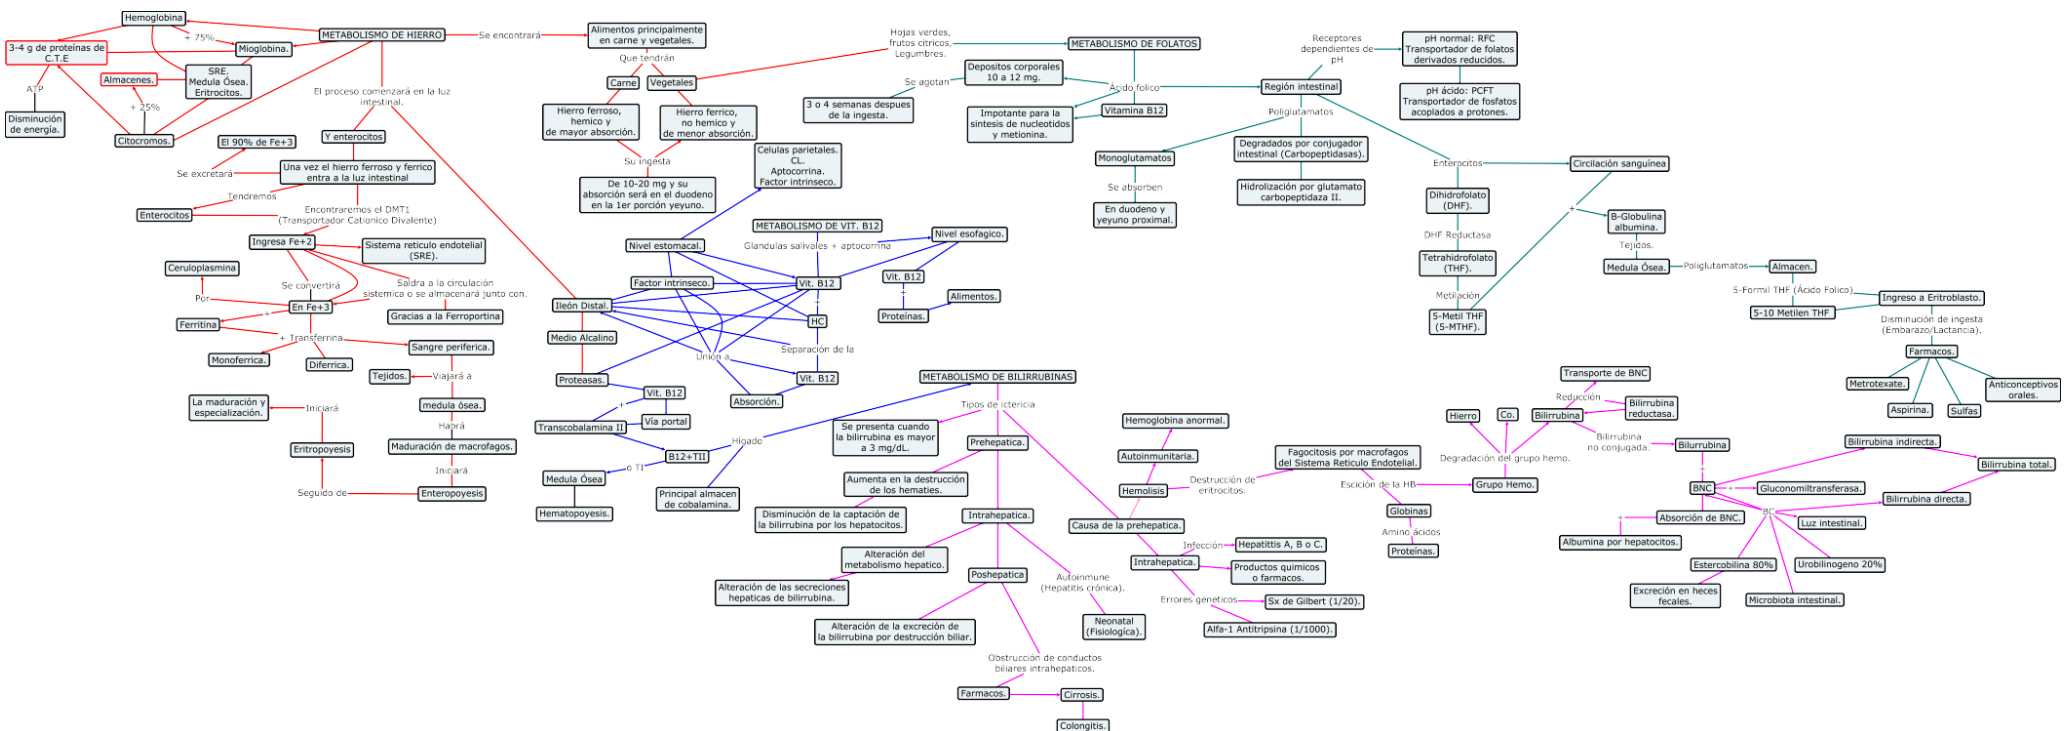 Hemoglobina
+ 75%
3-4 g de proteínas de
C.T.E
Mioglobina.
METABOLISMO DE HIERRO
Se encontrará
Alimentos principalmente
en carne y vegetales.
Que tendrán
Carne
Vegetales
SRE.
Medula Ósea.
Eritrocitos.
Almacenes.
ATP
+ 25%
Disminución
de energía.
Citocromos.
El proceso comenzará en la luz
intestinal.
Hierro ferroso,
hemico y
de mayor absorción.
Hierro ferrico,
no hemico y
de menor absorción.
Su ingesta
De 10-20 mg y su
absorción será en el duodeno
en la 1er porción yeyuno.
Y enterocitos
El 90% de Fe+3
Se excretará
Una vez el hierro ferroso y ferrico
entra a la luz intestinal
Tendremos
Enterocitos
Encontraremos el DMT1
(Transportador Cationico Divalente)
Ingresa Fe+2
Sistema reticulo endotelial
(SRE).
Ceruloplasmina
Se convertirá
Saldra a la circulación
sistemica o se almacenará junto con.
Por
En Fe+3
Gracias a la Ferroportina
+
Ferritina
+ Transferrina
Monoferrica.
Diferrica.
Sangre periferica.
Tejidos.
Viajará a
medula ósea.
Habrá
Maduración de macrofagos.
Iniciará
Enteropoyesis
Seguido de
Eritropoyesis
Iniciará
La maduración y
especialización.
Hojas verdes,
frutos citricos,
Legumbres.
METABOLISMO DE FOLATOS
Depositos corporales
10 a 12 mg.
Se agotan
3 o 4 semanas despues
de la ingesta.
Ácido folico
Impotante para la
sintesis de nucleotidos
y metionina.
Vitamina B12
Región intestinal
Receptores
dependientes de
pH
pH normal: RFC
Transportador de folatos
derivados reducidos.
pH ácido: PCFT
Transportador de fosfatos
acoplados a protones.
Poliglutamatos
Monoglutamatos
Se absorben
En duodeno y
yeyuno proximal.
Degradados por conjugador
intestinal (Carbopeptidasas).
Hidrolización por glutamato
carbopeptidaza II.
Enterocitos
Circilación sanguínea
Dihidrofolato
(DHF).
DHF Reductasa
Tetrahidrofolato
(THF).
Metilación
5-Metil THF
(5-MTHF).
+
B-Globulina
albumina.
Tejidos.
Medula Ósea.
Poliglutamatos
Almacen.
5-Formil THF (Ácido Folico)
5-10 Metilen THF
Ingreso a Eritroblasto.
Disminución de ingesta
(Embarazo/Lactancia).
Farmacos.
Metrotexate.
Aspirina.
Sulfas
Anticonceptivos
orales.
Celulas parietales.
CL.
Aptocorrina.
Factor intrinseco.
METABOLISMO DE VIT. B12
Nivel estomacal.
Glandulas salivales + aptocorrina
Nivel esofagico.
Factor intrinseco.
Vit. B12
Vit. B12
+
Proteínas.
Alimentos.
Ileón Distal.
+
HC
Medio Alcalino
Unión a
Separación de la
Proteasas.
Vit. B12
Absorción.
Vit. B12
+
Vía portal
Transcobalamina II
B12+TII
o TI
Medula Ósea
Hematopoyesis.
Hígado
Principal almacen
de cobalamina.
METABOLISMO DE BILIRRUBINAS
Tipos de ictericia
Se presenta cuando
la bilirrubina es mayor
a 3 mg/dL.
Prehepatica.
Aumenta en la destrucción
de los hematies.
Disminución de la captación de
la bilirrubina por los hepatocitos.
Intrahepatica.
Alteración del
metabolismo hepatico.
Alteración de las secreciones
hepaticas de bilirrubina.
Autoinmune
(Hepatitis crónica).
Neonatal
(Fisiologíca).
Poshepatica
Alteración de la excreción de
la bilirrubina por destrucción biliar.
Obstrucción de conductos
biliares intrahepaticos.
Farmacos.
Cirrosis.
Colongitis.
Hemoglobina anormal.
Autoinmunitaria.
Hemolisis
Causa de la prehepatica.
Intrahepatica.
Infección
Hepatittis A, B o C.
Productos quimicos
o farmacos.
Errores geneticos
Sx de Gilbert (1/20).
Alfa-1 Antitripsina (1/1000).
Destrucción de
eritrocitos.
Fagocitosis por macrofagos
del Sistema Reticulo Endotelial.
Escición de la HB
Globinas
Amino ácidos
Proteínas.
Grupo Hemo.
Degradación del grupo hemo.
Hierro
Co.
Bilirrubina
Transporte de BNC
Reducción
Bilirrubina
reductasa.
Bilirrubina
no conjugada.
Bilurrubina
+
BNC
+
Gluconomiltransferasa.
Absorción de BNC.
+
Albumina por hepatocitos.
BC
Bilirrubina indirecta.
Bilirrubina total.
Bilirrubina directa.
Luz intestinal.
Estercobilina 80%
Excreción en heces
fecales.
Microbiota intestinal.
Urobilinogeno 20%